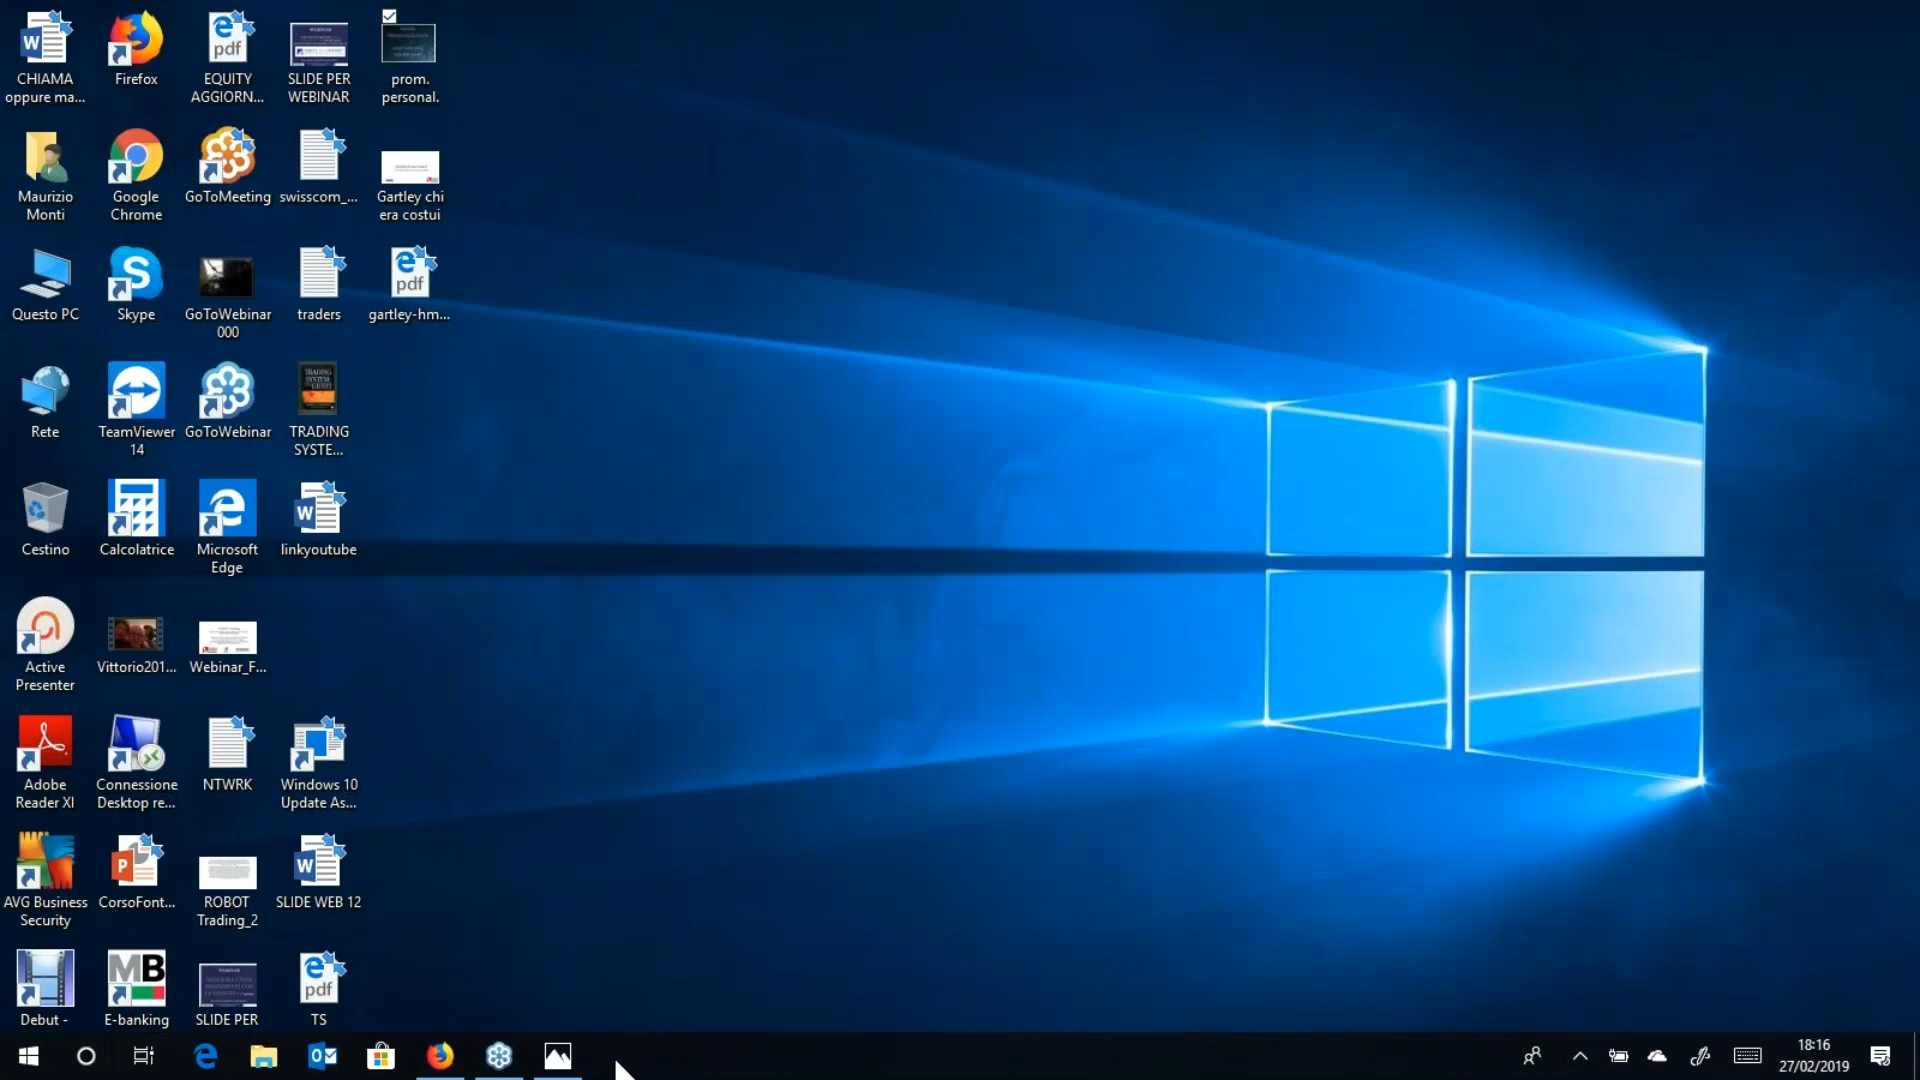 CHIAMA
oppure ma...
Firefox
EQUITY
AGGIORN...
SLIDE PER
WEBINAR
prom.
personal.
Maurizio
Monti
Google
Chrome
GoToMeeting
swisscom_...
Gartley chi
era costui
Questo PC
Skype
GoToWebinar
000
traders
gartley-hm...
Rete
TeamViewer
14
GoToWebinar
TRADING
SYSTE...
Cestino
Calcolatrice
Microsoft
Edge
linkyoutube
Active
Presenter
Vittorio201...
Webinar_F...
Adobe
Reader XI
Connessione
Desktop re...
NTWRK
Windows 10
Update As...
AVG Business
Security
CorsoFont...
ROBOT
Trading_2
SLIDE WEB 12
Debut -
E-banking
SLIDE PER
TS
18:16
27/02/2019